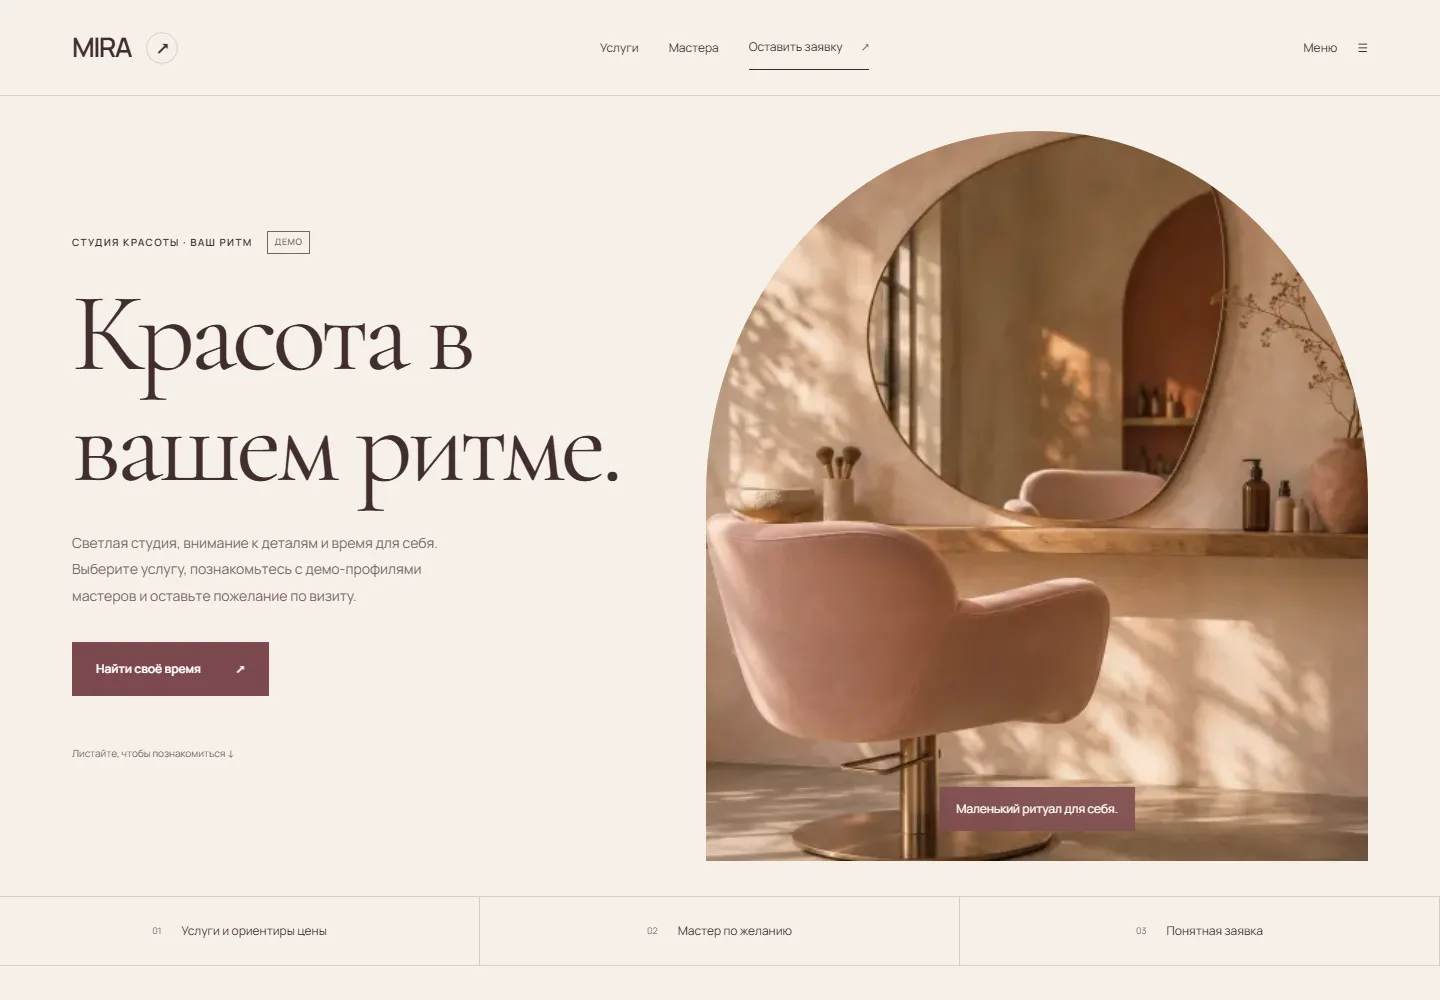 MIRA ↗
Услуги
Мастера
Оставить заявку ↗
Меню ☰
СТУДИЯ КРАСОТЫ · ВАШ РИТМ
ДЕМО
Красота в
вашем ритме.
Светлая студия, внимание к деталям и время для себя.
Выберите услугу, познакомьтесь с демо-профилями
мастеров и оставьте пожелание по визиту.
Найти своё время ↗
Листайте, чтобы познакомиться ↓
Маленький ритуал для себя.
01 Услуги и ориентиры цены
02 Мастер по желанию
03 Понятная заявка